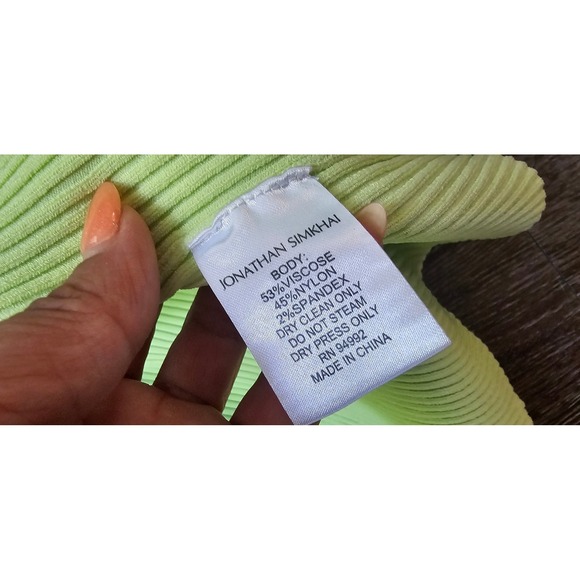 JONATHAN SIMKHAI
BODY:
53%VISCOSE
45%NYLON
2%SPANDEX
DRY CLEAN ONLY
DO NOT STEAM
DRY PRESS ONLY
RN 94992
MADE IN CHINA